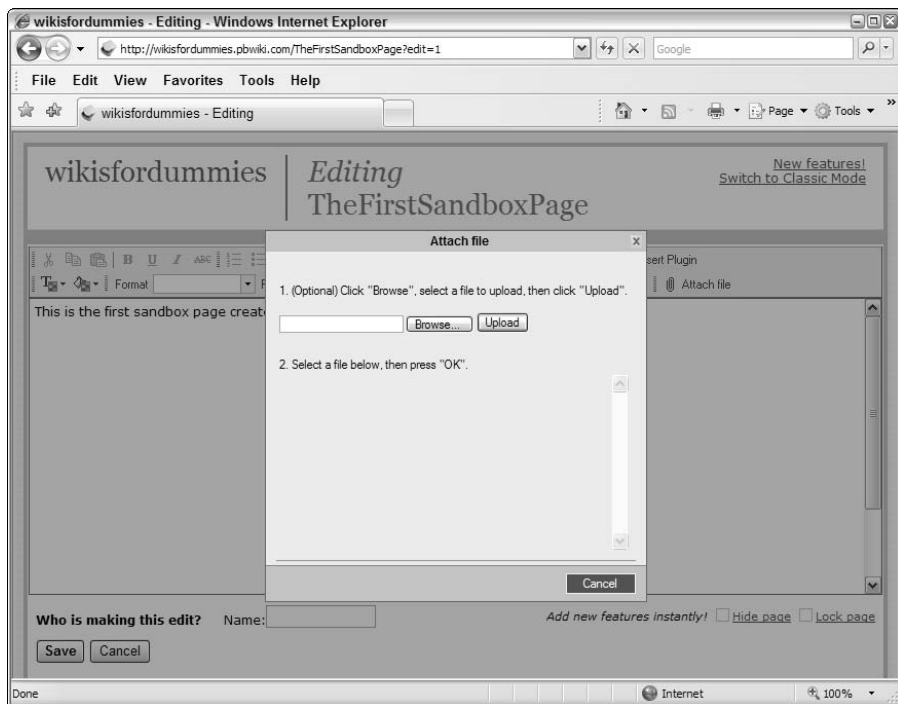 wikisfordummies - Editing - Windows Internet Explorer
http://wikisfordummies.pbwiki.com/TheFirstSandboxPage?edit=1
Google
File Edit View Favorites Tools Help
wikisfordummies - Editing
Page Tools »
wikisfordummies
Editing
TheFirstSandboxPage
New features!
Switch to Classic Mode
Attach file x
B U I ABC
sert Plugin
Format F
Attach file
1. (Optional) Click "Browse", select a file to upload, then click "Upload".
This is the first sandbox page create
Browse... Upload
2. Select a file below, then press "OK".
Cancel
Who is making this edit? Name:
Add new features instantly! Hide page Lock page
Save Cancel
Done
Internet
100%